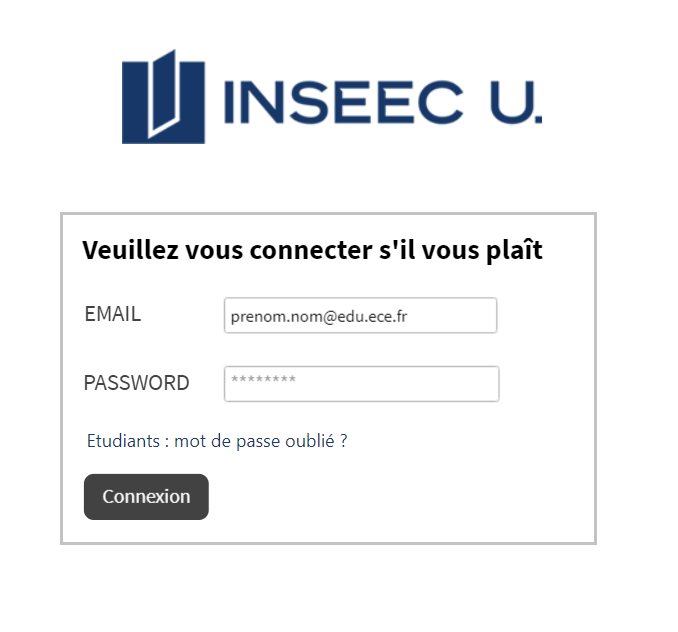 INSEEC U.
Veuillez vous connecter s'il vous plaît
EMAIL
prenom.nom@edu.ece.fr
PASSWORD
********
Etudiants : mot de passe oublié ?
Connexion